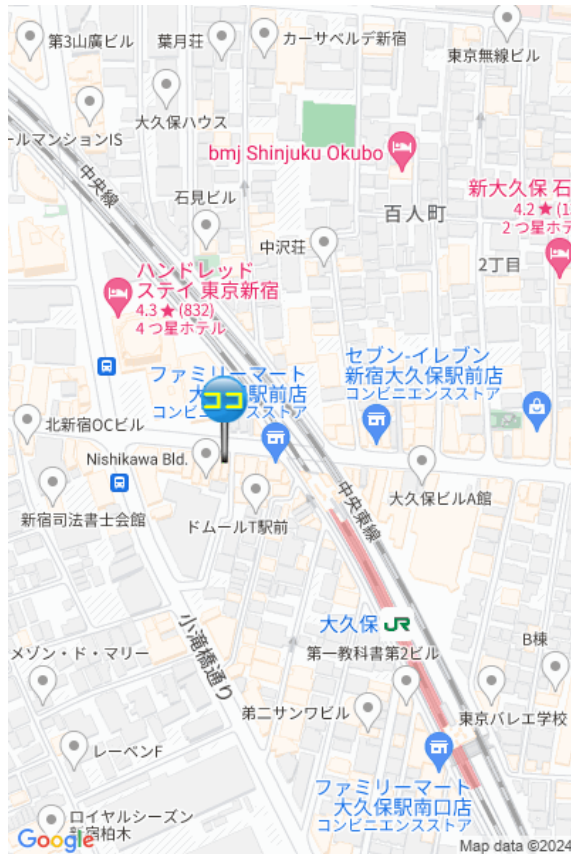 第3山廣ビル
葉月荘
カーサベルデ新宿
東京無線ビル
大久保ハウス
ールマンションIS
中央線
bmj Shinjuku Okubo
石見ビル
百人町
新大久保 石
4.2★(1
2 つ星ホテ
中沢荘
2丁目
ハンドレッド
ステイ 東京新宿
4.3★(832)
4 つ星ホテル
ファミリーマート
大
駅前店
コンビニエンスストア
ココ
セブン-イレブン
新宿大久保駅前店
コンビニエンスストア
北新宿OCビル
Nishikawa Bld.
新宿司法書士会館
ドムールT駅前
大久保ビルA館
中央東線
大久保 JR
小滝橋通り
メゾン・ド・マリー
第一教科書第2ビル
B棟
弟二サンワビル
東京バレエ学校
レーベンF
ファミリーマート
大久保駅南口店
コンビニエンスストア
ロイヤルシーズン
新宿柏木
Google
Map data ©2024